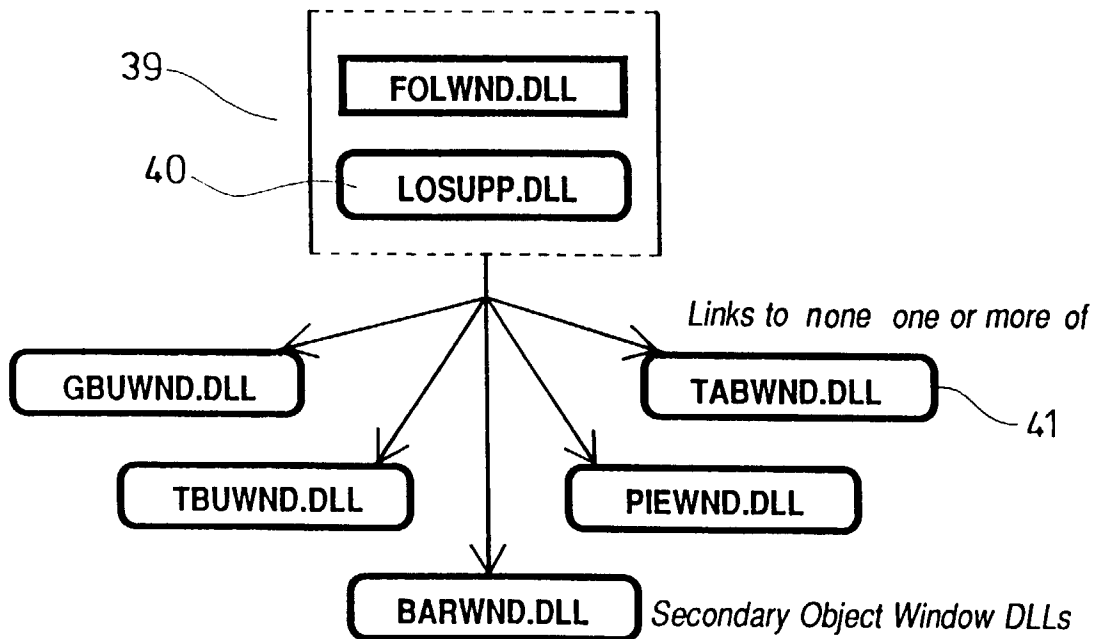 39
FOLWND.DLL
40
LOSUPP.DLL
Links to none one or more of
GBUWND.DLL
TABWND.DLL
41
TBUWND.DLL
PIEWND.DLL
BARWND.DLL
Secondary Object Window DLLs